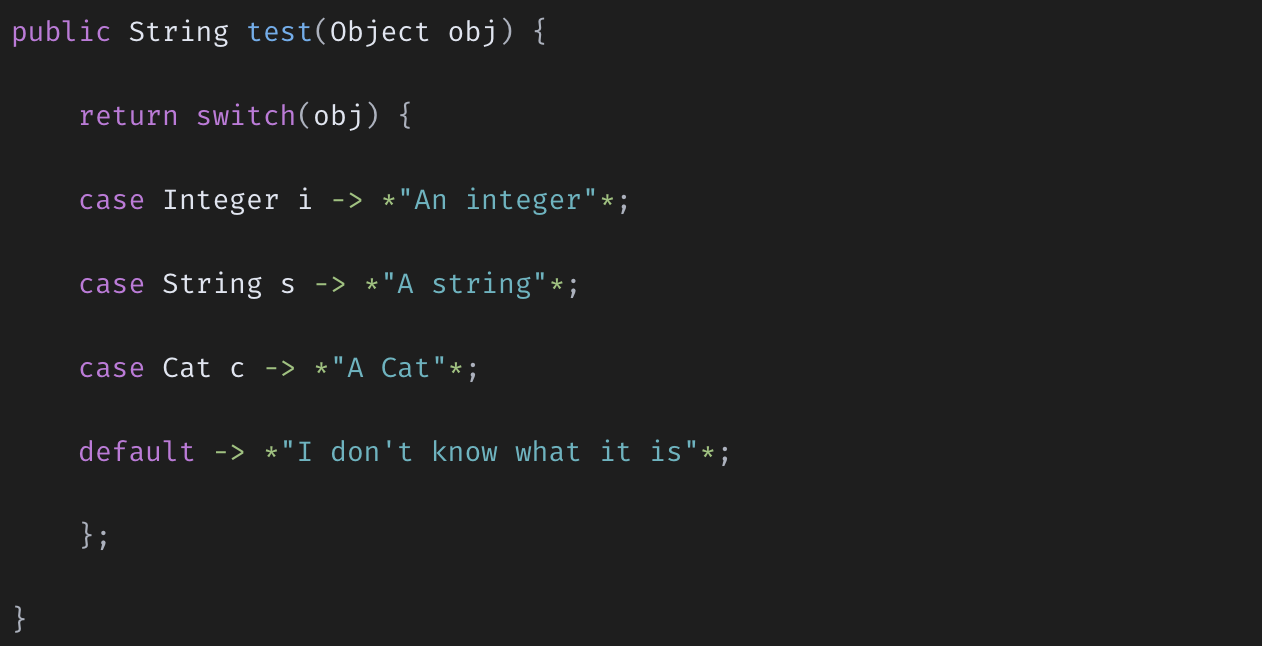 public String test(Object obj) {
    return switch(obj) {
    case Integer i -> *"An integer"*;
    case String s -> *"A string"*;
    case Cat c -> *"A Cat"*;
    default -> *"I don't know what it is"*;
    };
}